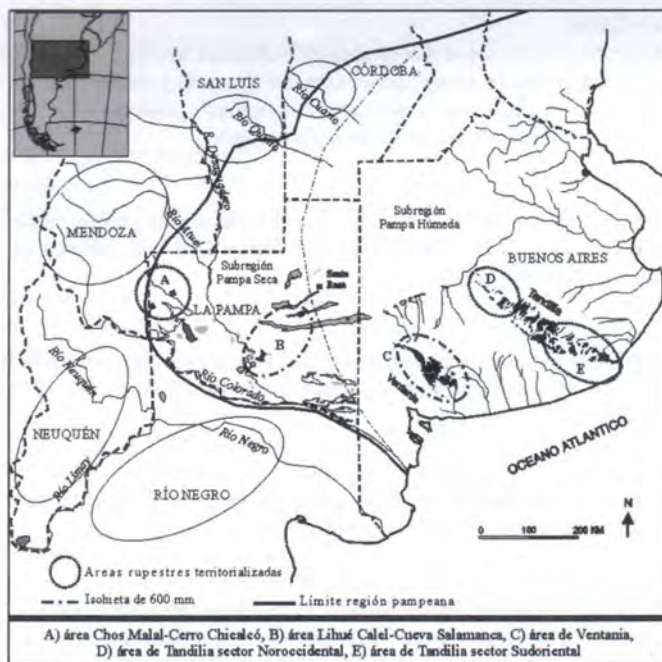 SAN LUIS
CÓRDOBA
Río Cuarto
Río Quinto
R. Desaguadero
MENDOZA
Río Atuel
Subregión
Pampa Seca
Santa
Rosa
Subregión
Pampa Húmeda
BUENOS AIRES
A
LA PAMPA
B
C
D
Tandilia
E
Ventania
Río Colorado
Río Neuquén
NEUQUÉN
Río Limay
Río Negro
RÍO NEGRO
OCEANO ATLANTICO
N
0 100 200 KM
Areas rupestres territorializadas
Isohieta de 600 mm
Límite región pampeana
A) área Chos Malal-Cerro Chicalcó, B) área Lihué Calel-Cueva Salamanca, C) área de Ventania,
D) área de Tandilia sector Noroccidental, E) área de Tandilia sector Sudoriental